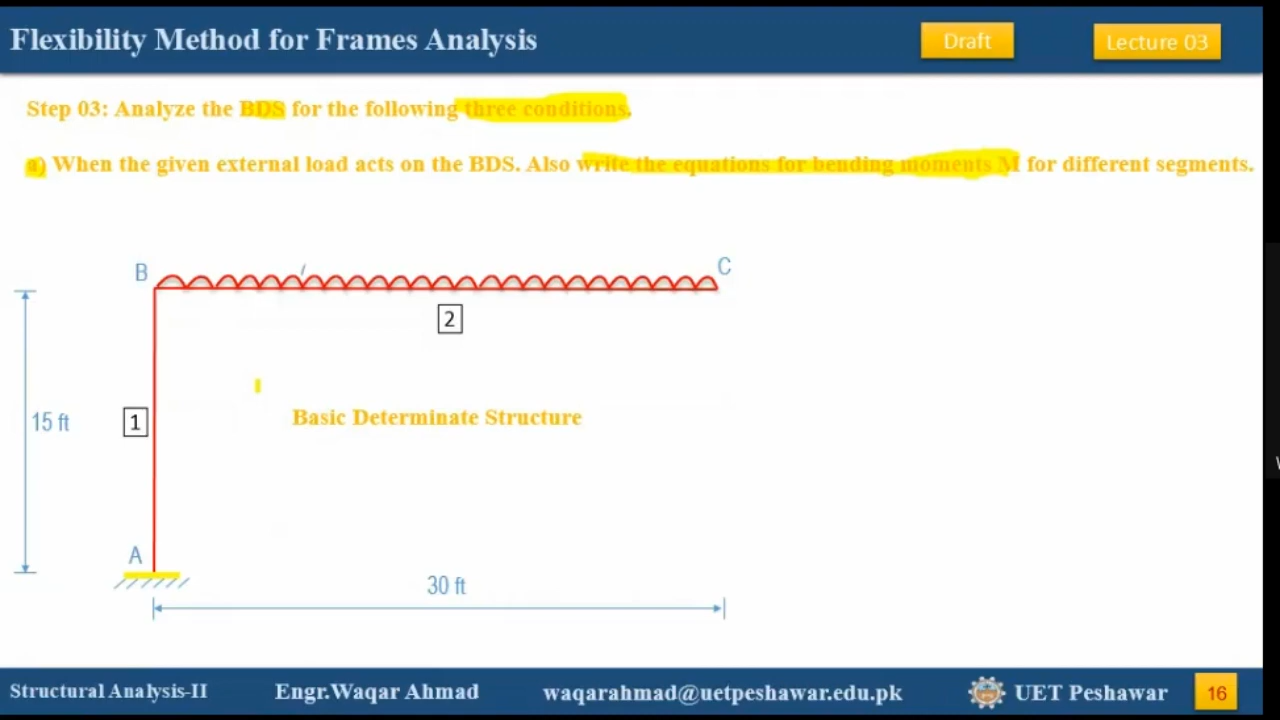 Flexibility Method for Frames Analysis
Draft
Lecture 03
Step 03: Analyze the BDS for the following three conditions.
a) When the given external load acts on the BDS. Also write the equations for bending moments M for different segments.
B
C
2
15 ft
1
Basic Determinate Structure
A
30 ft
Structural Analysis-II
Engr.Waqar Ahmad
waqarahmad@uetpeshawar.edu.pk
UET Peshawar
16